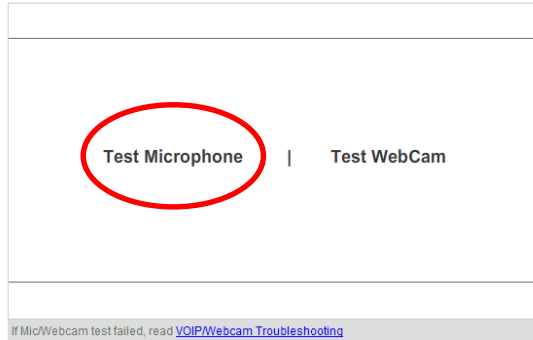 Test Microphone | Test WebCam
If Mic/Webcam test failed, read VOIP/Webcam Troubleshooting